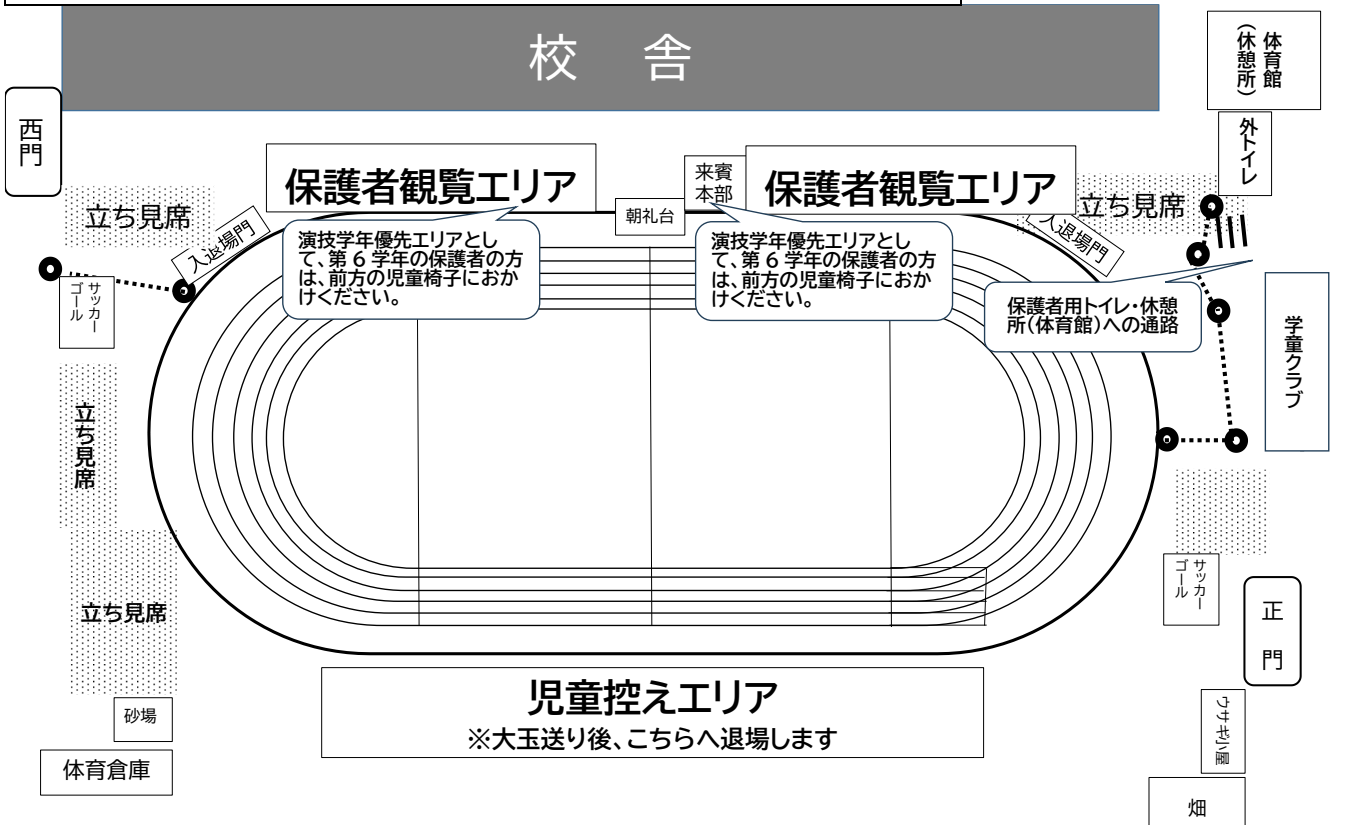 校 舎
体育館
(休憩所)
西門
外トイレ
保護者観覧エリア
来賓
本部
保護者観覧エリア
立ち見席
入退場門
朝礼台
立ち見席
入退場門
演技学年優先エリアとし
て、第6学年の保護者の方
は、前方の児童椅子におか
けください。
演技学年優先エリアとし
て、第6学年の保護者の方
は、前方の児童椅子におか
けください。
サッカー
ゴール
保護者用トイレ・休憩
所(体育館)への通路
学童クラブ
立ち見席
サッカー
ゴール
立ち見席
正門
児童控えエリア
※大玉送り後、こちらへ退場します
砂場
ウサギ小屋
体育倉庫
畑